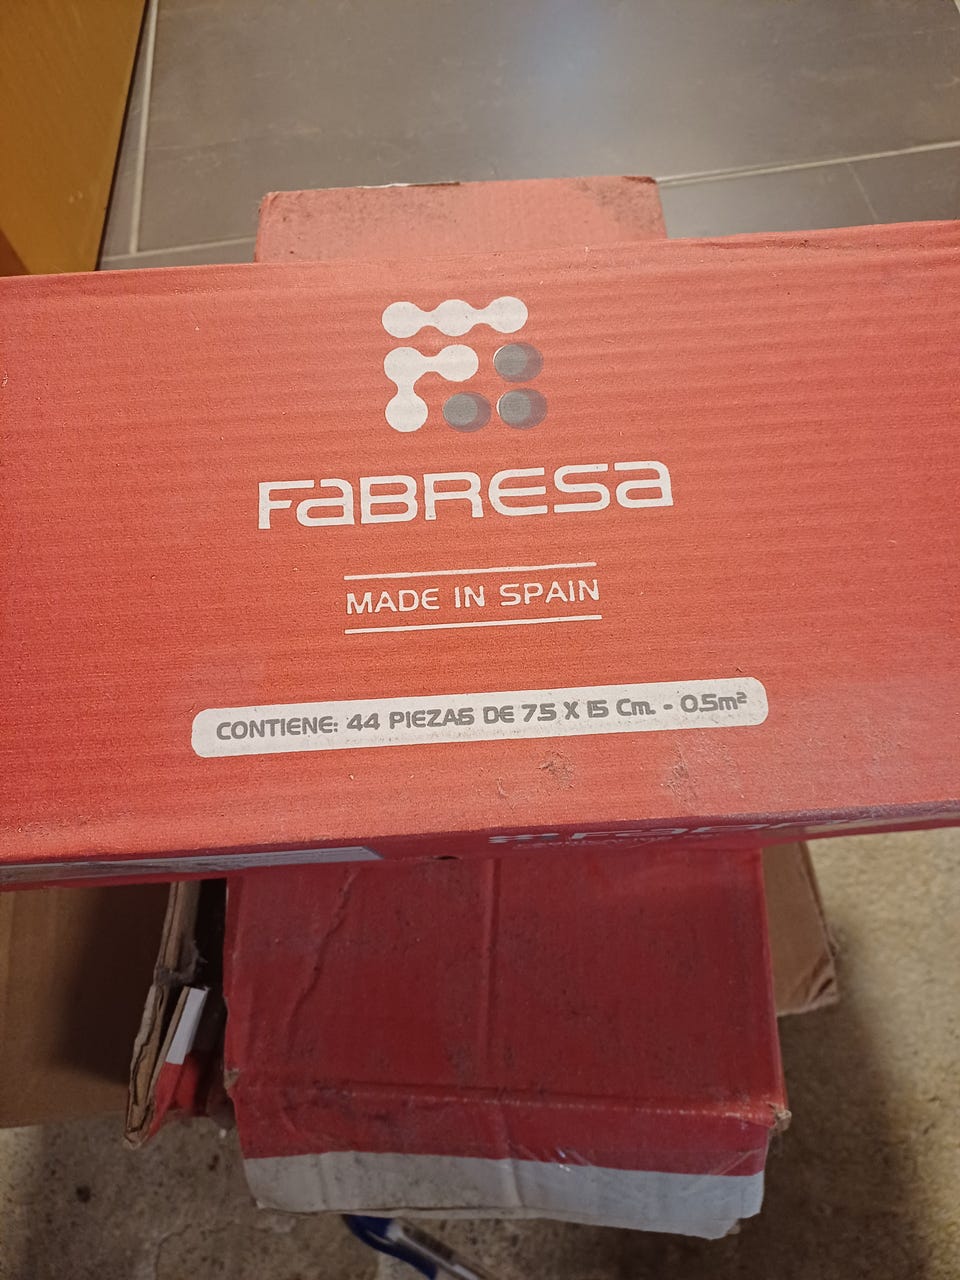 FABRESA
MADE IN SPAIN
CONTIENE: 44 PIEZAS DE 7.5 X 15 Cm. - 0.5m²